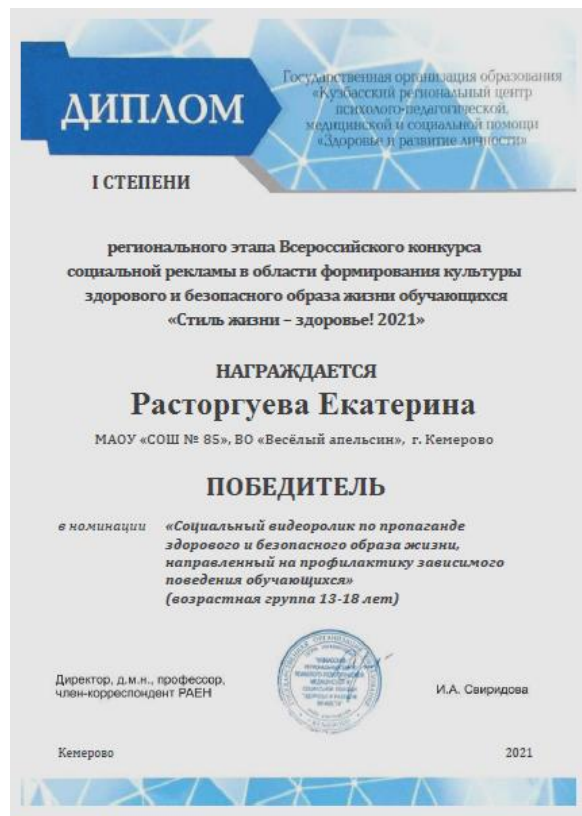 ДИПЛОМ
Государственная организация образования
«Кузбасский региональный центр
психолого-педагогической,
медицинской и социальной помощи
«Здоровье и развитие личности»
I СТЕПЕНИ
регионального этапа Всероссийского конкурса
социальной рекламы в области формирования культуры
здорового и безопасного образа жизни обучающихся
«Стиль жизни – здоровье! 2021»
НАГРАЖДАЕТСЯ
Расторгуева Екатерина
МАОУ «СОШ № 85», ВО «Весёлый апельсин», г. Кемерово
ПОБЕДИТЕЛЬ
в номинации «Социальный видеоролик по пропаганде
здорового и безопасного образа жизни,
направленный на профилактику зависимого
поведения обучающихся»
(возрастная группа 13-18 лет)
Директор, д.м.н., профессор,
член-корреспондент РАЕН
И.А. Свиридова
Кемерово
2021